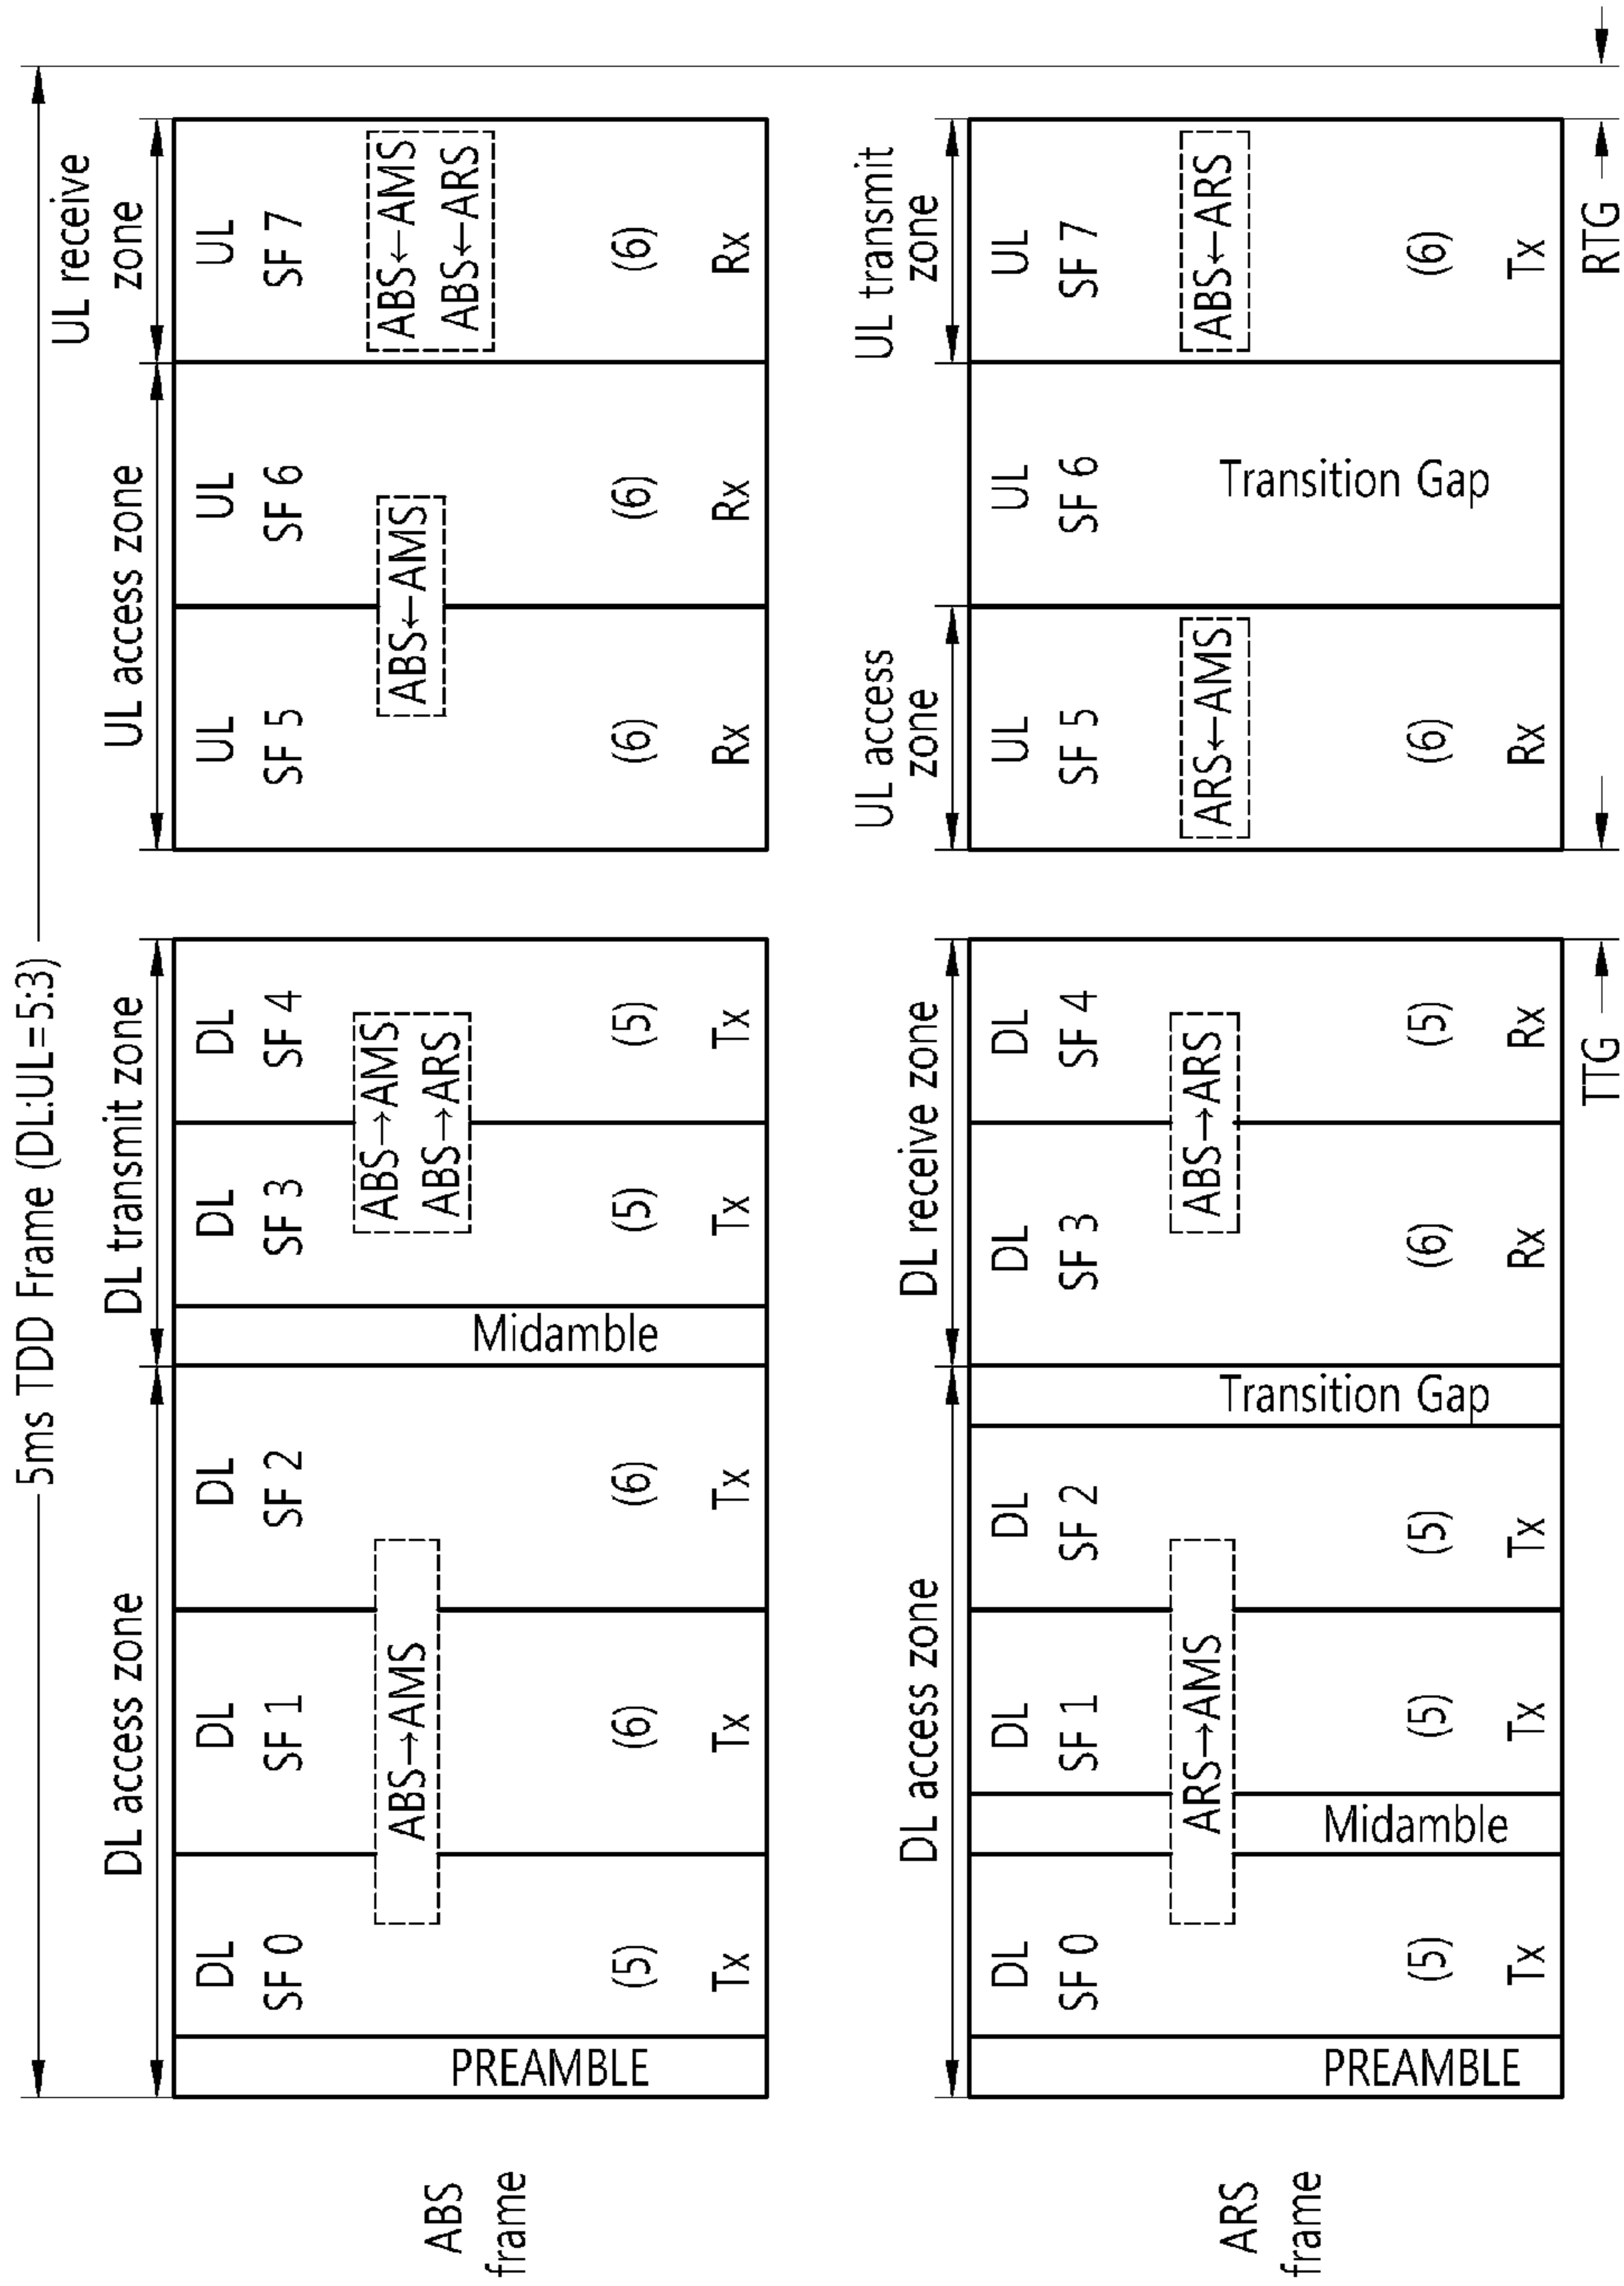 5ms TDD Frame (DL:UL=5:3)
DL access zone
DL transmit zone
UL access zone
UL receive
zone
ABS
frame
PREAMBLE
DL
SF 0
(5)
Tx
DL
SF 1
(6)
Tx
DL
SF 2
(6)
Tx
ABS→AMS
Midamble
DL
SF 3
(5)
Tx
DL
SF 4
(5)
Tx
ABS→AMS
ABS→ARS
UL
SF 5
(6)
Rx
UL
SF 6
(6)
Rx
ABS←AMS
UL
SF 7
ABS←AMS
ABS←ARS
(6)
Rx
DL access zone
DL receive zone
UL access
zone
UL transmit
zone
ARS
frame
PREAMBLE
DL
SF 0
(5)
Tx
Midamble
DL
SF 1
(5)
Tx
DL
SF 2
(5)
Tx
ARS→AMS
Transition Gap
DL
SF 3
(6)
Rx
DL
SF 4
(5)
Rx
ABS→ARS
UL
SF 5
ARS←AMS
(6)
Rx
UL
SF 6
Transition Gap
UL
SF 7
ABS←ARS
(6)
Tx
TTG
RTG